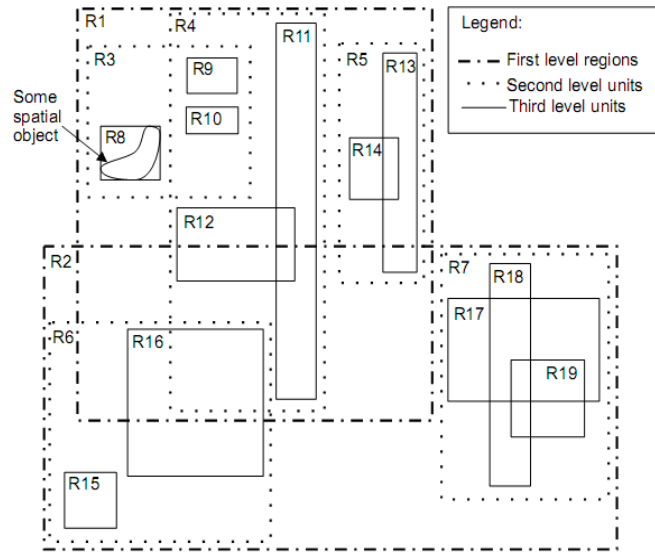 R1
R4
R11
Legend:
First level regions
Second level units
Third level units
R3
R9
R5
R13
Some
spatial
object
R8
R10
R14
R12
R2
R7
R18
R17
R6
R16
R19
R15